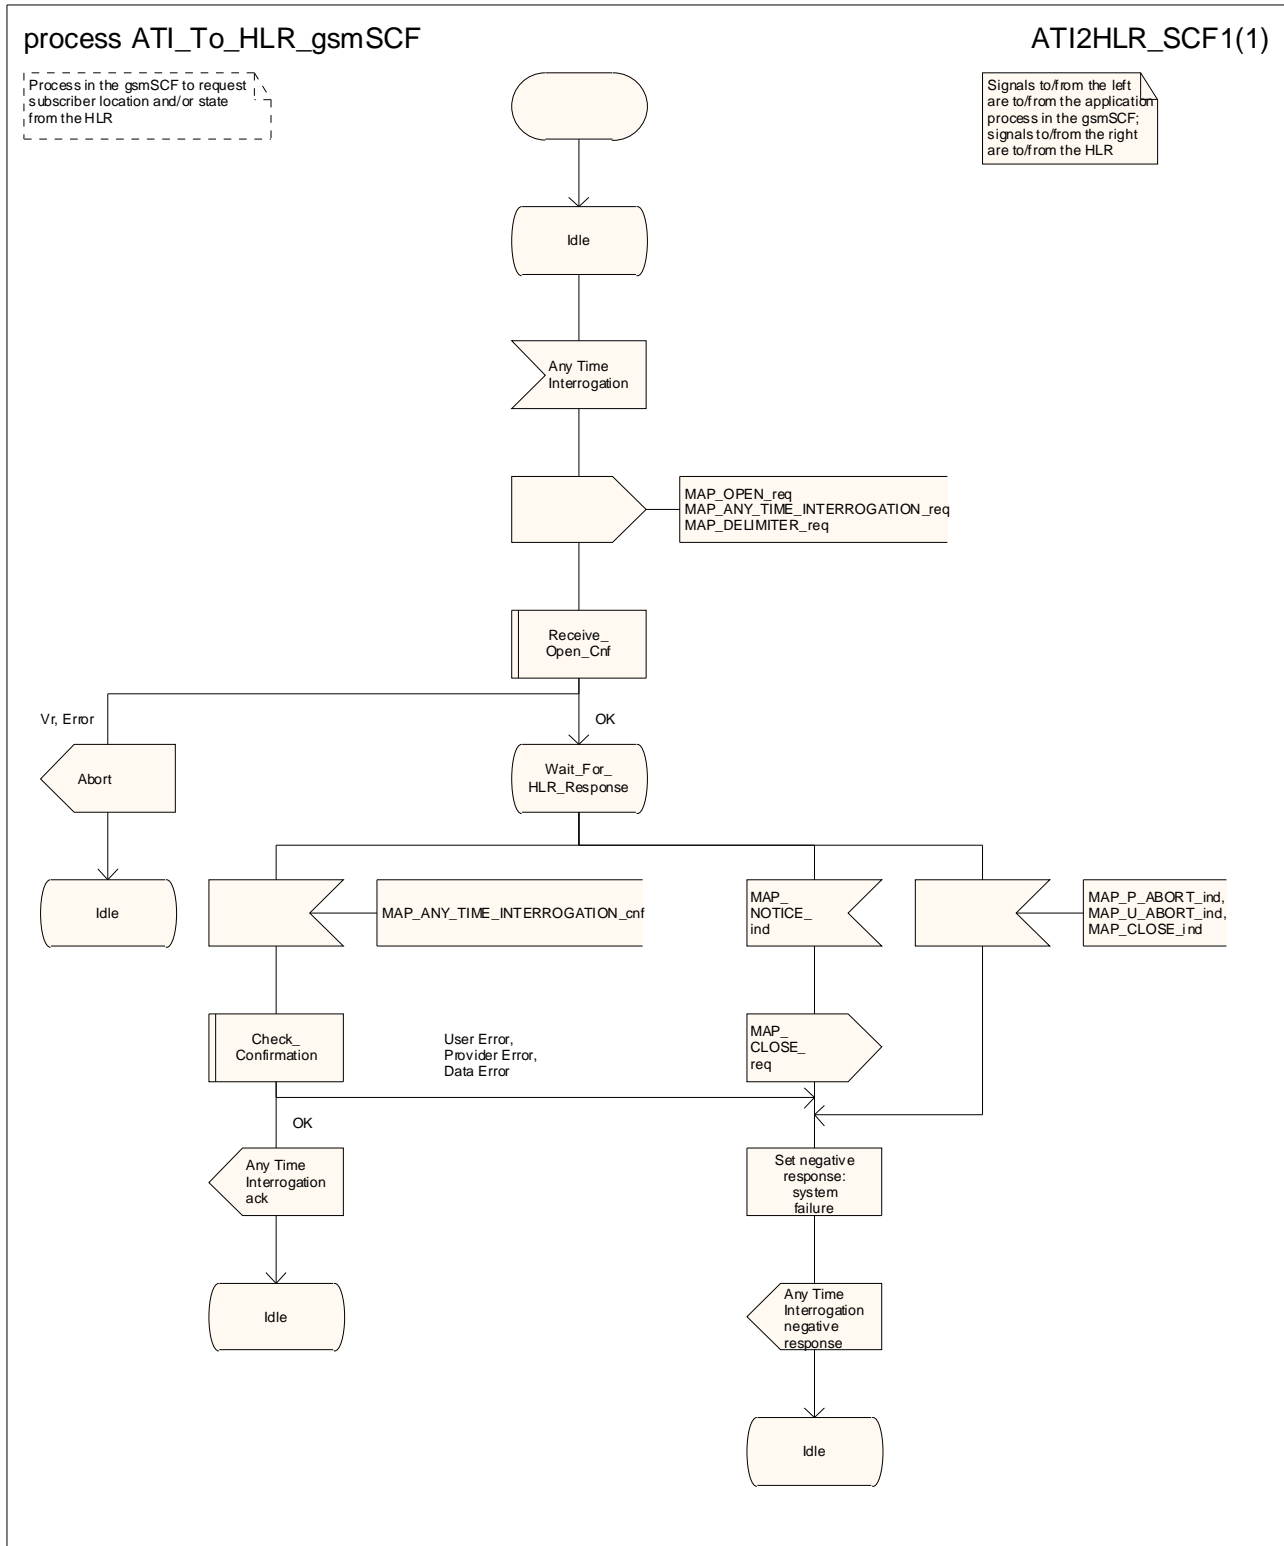 process ATI_To_HLR_gsmSCF
ATI2HLR_SCF1(1)
Process in the gsmSCF to request
subscriber location and/or state
from the HLR
Signals to/from the left
are to/from the application
process in the gsmSCF;
signals to/from the right
are to/from the HLR
Idle
Any Time
Interrogation
MAP_OPEN_req
MAP_ANY_TIME_INTERROGATION_req
MAP_DELIMITER_req
Receive_
Open_Cnf
Vr, Error
OK
Abort
Wait_For_
HLR_Response
Idle
MAP_ANY_TIME_INTERROGATION_cnf
MAP_
NOTICE_
ind
MAP_P_ABORT_ind,
MAP_U_ABORT_ind,
MAP_CLOSE_ind
Check_
Confirmation
User Error,
Provider Error,
Data Error
MAP_
CLOSE_
req
OK
Any Time
Interrogation
ack
Set negative
response:
system
failure
Idle
Any Time
Interrogation
negative
response
Idle